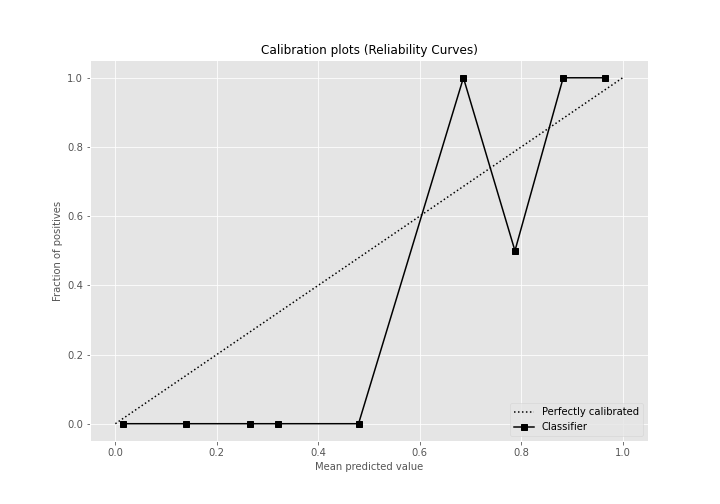 Calibration plots (Reliability Curves)
Fraction of positives
1.0
0.8
0.6
0.4
0.2
0.0
Perfectly calibrated
Classifier
0.0 0.2 0.4 0.6 0.8 1.0
Mean predicted value